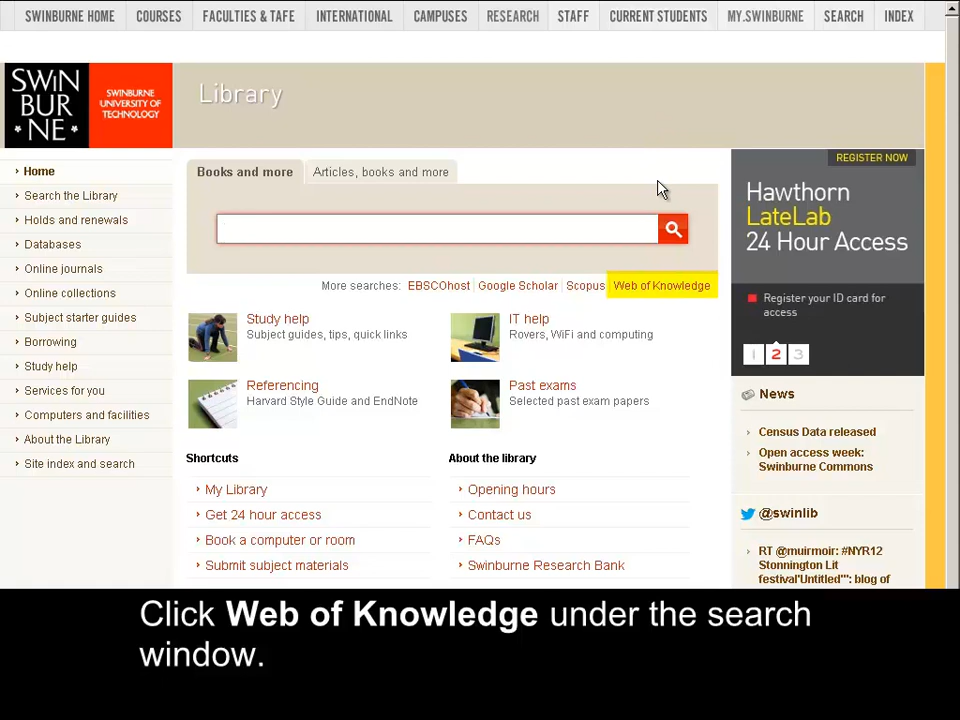 SWINBURNE HOME
COURSES
FACULTIES & TAFE
INTERNATIONAL
CAMPUSES
RESEARCH
STAFF
CURRENT STUDENTS
MY.SWINBURNE
SEARCH
INDEX
SWIN
BUR
NE
SWINBURNE
UNIVERSITY OF
TECHNOLOGY
Library
Home
Search the Library
Holds and renewals
Databases
Online journals
Online collections
Subject starter guides
Borrowing
Study help
Services for you
Computers and facilities
About the Library
Site index and search
Books and more
Articles, books and more
More searches: EBSCOhost Google Scholar Scopus Web of Knowledge
Study help
Subject guides, tips, quick links
IT help
Rovers, WiFi and computing
Referencing
Harvard Style Guide and EndNote
Past exams
Selected past exam papers
Shortcuts
My Library
Get 24 hour access
Book a computer or room
Submit subject materials
About the library
Opening hours
Contact us
FAQs
Swinburne Research Bank
REGISTER NOW
Hawthorn
LateLab
24 Hour Access
Register your ID card for
access
1 2 3
News
Census Data released
Open access week:
Swinburne Commons
@swinlib
RT @muirmoir: #NYR12
Stonnington Lit
festival'Untitled'": blog of
Click Web of Knowledge under the search
window.